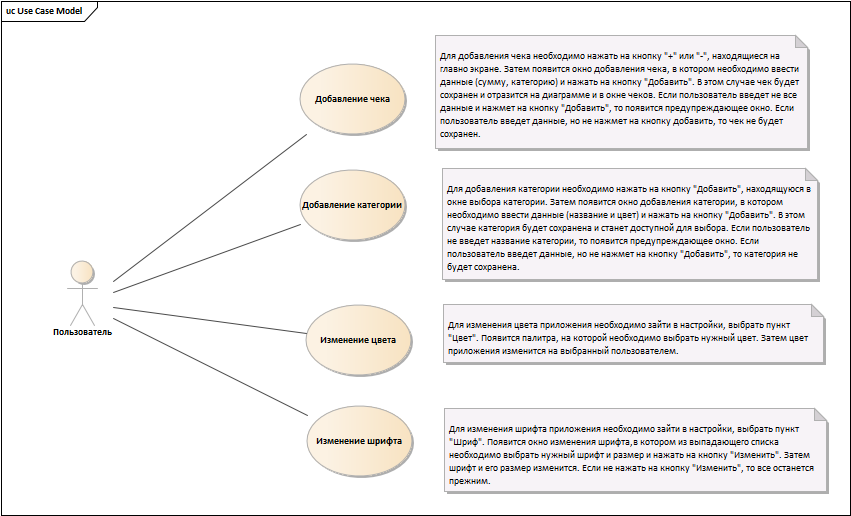 uc Use Case Model
Добавление чека
Для добавления чека необходимо нажать на кнопку "+" или "-", находящиеся на
главно экране. Затем появится окно добавления чека, в котором необходимо ввести
данные (сумму, категорию) и нажать на кнопку "Добавить". В этом случае чек будет
сохранен и отразится на диаграмме и в окне чеков. Если пользователь введет не все
данные и нажмет на кнопку "Добавить", то появится предупреждающее окно. Если
пользователь введет данные, но не нажмет на кнопку добавить, то чек не будет
сохранен.
Добавление категории
Для добавления категории необходимо нажать на кнопку "Добавить", находящуюся в
окне выбора категории. Затем появится окно добавления категории, в котором
необходимо ввести данные (название и цвет) и нажать на кнопку "Добавить". В этом
случае категория будет сохранена и станет доступной для выбора. Если пользователь
не введет название категории, то появится предупреждающее окно. Если
пользователь введет данные, но не нажмет на кнопку "Добавить", то категория не
будет сохранена.
Пользователь
Изменение цвета
Для изменения цвета приложения необходимо зайти в настройки, выбрать пункт
"Цвет". Появится палитра, на которой необходимо выбрать нужный цвет. Затем цвет
приложения изменится на выбранный пользователем.
Изменение шрифта
Для изменения шрифта приложения необходимо зайти в настройки, выбрать пункт
"Шриф". Появится окно изменения шрифта,в котором из выпадающего списка
необходимо выбрать нужный шрифт и размер и нажать на кнопку "Изменить". Затем
шрифт и его размер изменится. Если не нажать на кнопку "Изменить", то все останется
прежним.